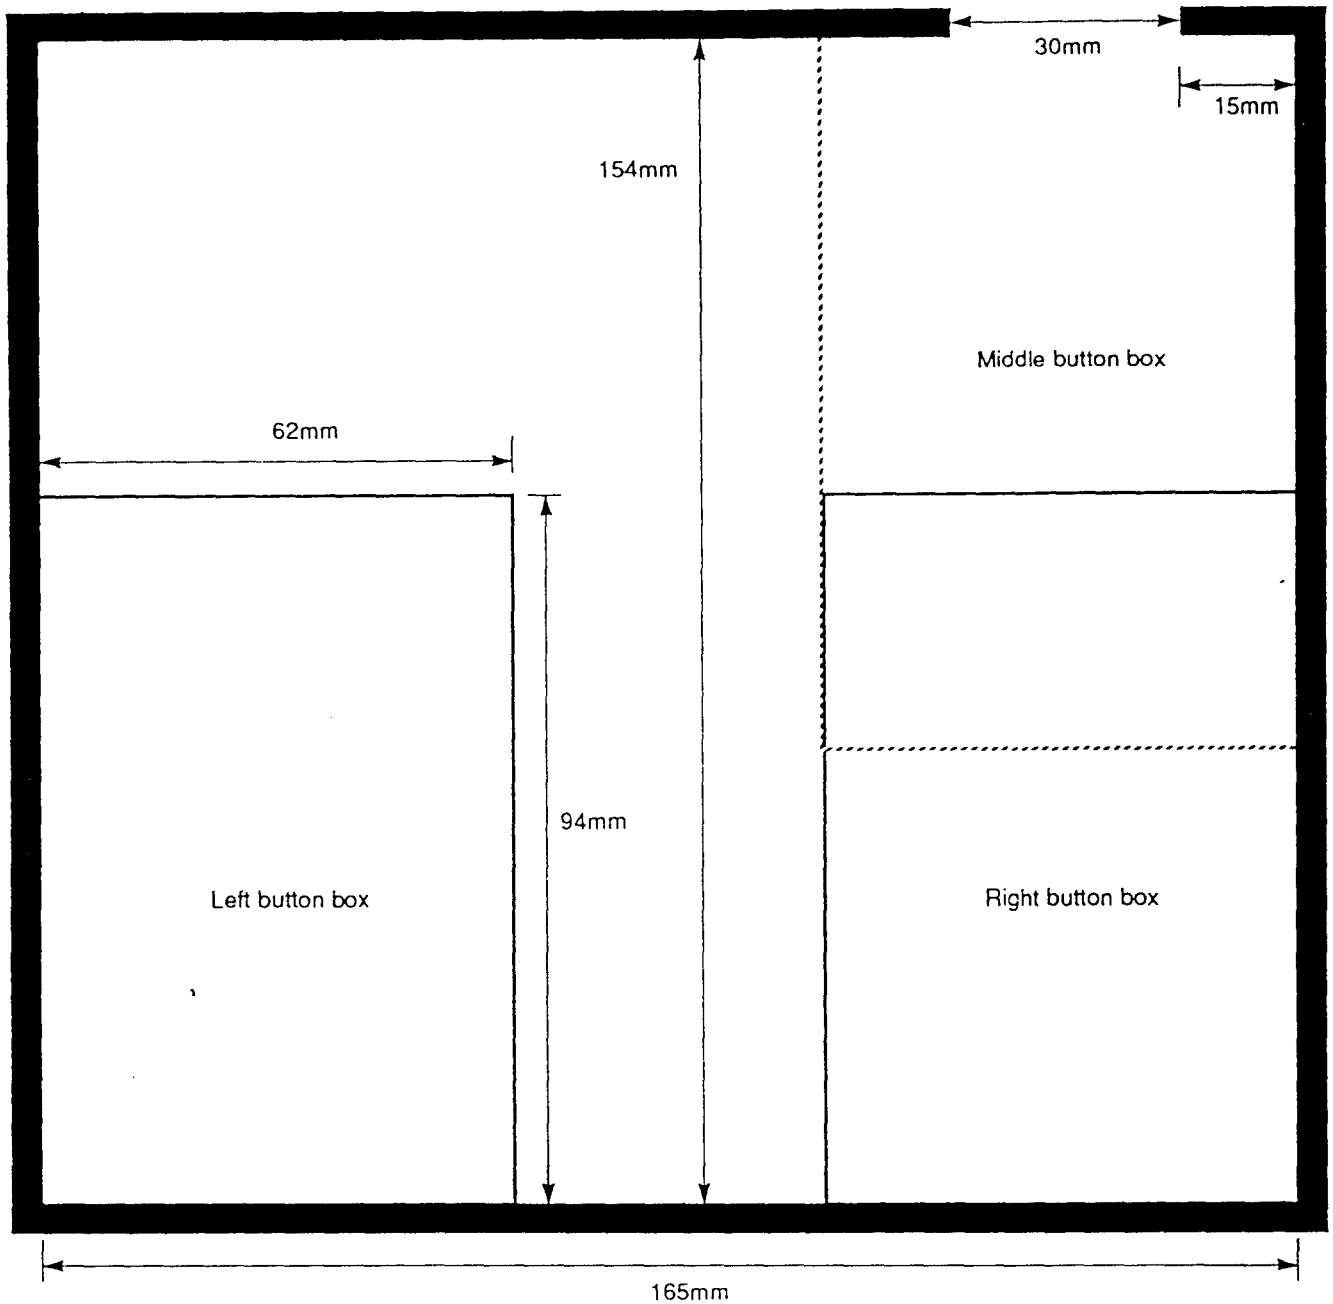 30mm
15mm
154mm
Middle button box
62mm
94mm
Left button box
Right button box
165mm